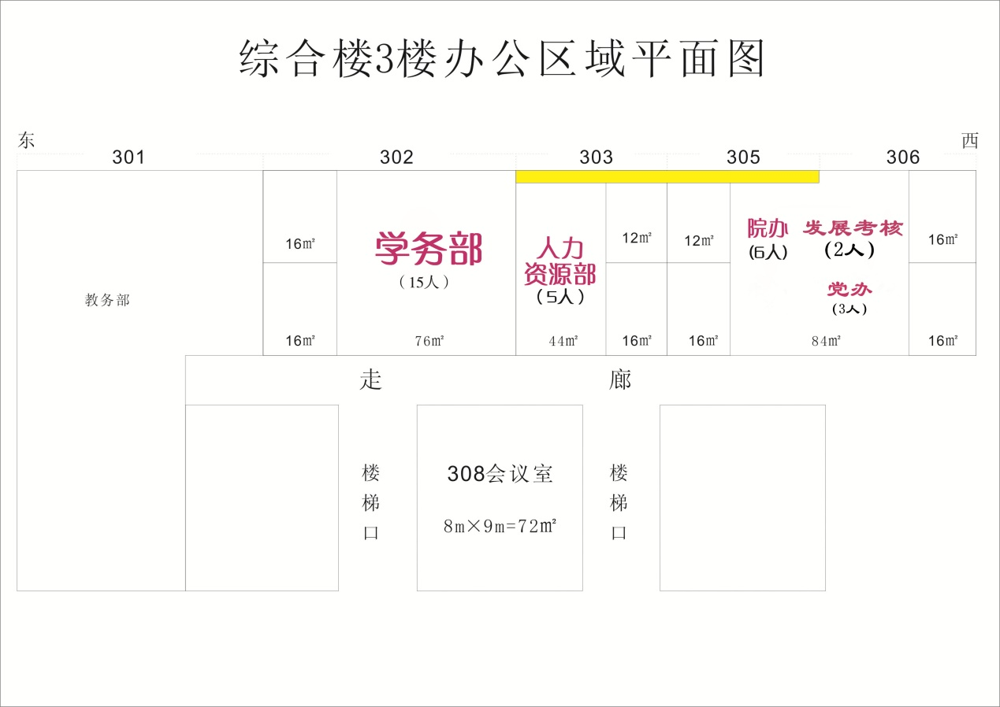 综合楼3楼办公区域平面图
东
西
301
302
303
305
306
16㎡
12㎡
12㎡
16㎡
学务部
(15人)
人力
资源部
(5人)
院办
(6人)
发展考核
(2人)
党办
(3人)
教务部
16㎡
76㎡
44㎡
16㎡
16㎡
84㎡
16㎡
走
廊
楼
梯
口
308会议室
8m×9m=72㎡
楼
梯
口